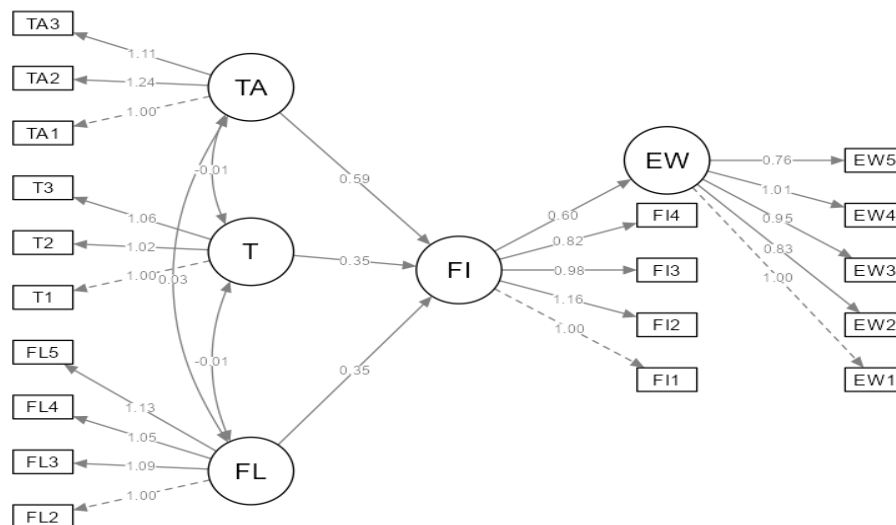 TA3
1.11
TA2
1.24
TA
TA1
1.00
-0.01
0.59
T3
1.06
T2
1.02
T
0.35
T1
1.00
0.03
FI
FL5
-0.01
0.35
1.13
FL4
1.05
FL3
1.09
FL
FL2
1.00
EW
0.60
0.82
FI4
0.98
FI3
1.16
FI2
1.00
FI1
0.76
EW5
1.01
EW4
0.95
EW3
0.83
EW2
1.00
EW1